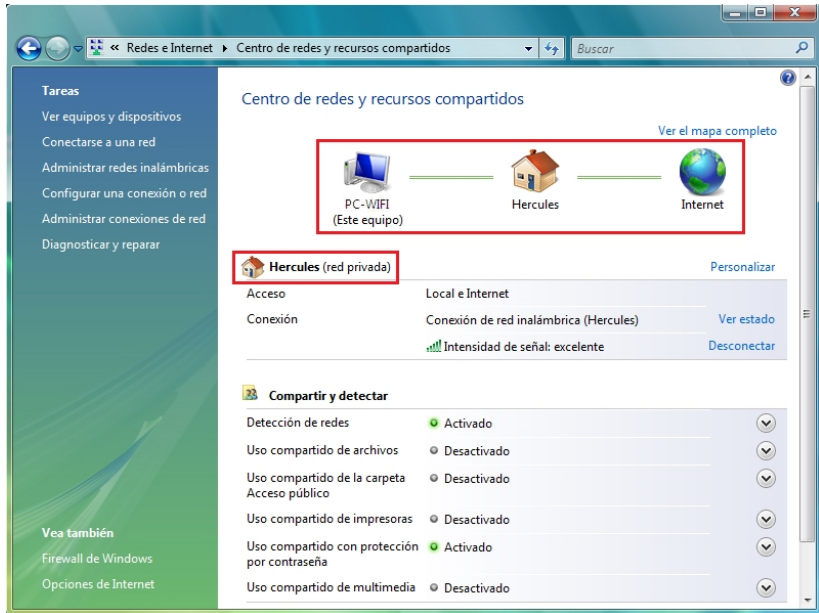 « Redes e Internet ▸ Centro de redes y recursos compartidos
Buscar
Tareas
Ver equipos y dispositivos
Conectarse a una red
Administrar redes inalámbricas
Configurar una conexión o red
Administrar conexiones de red
Diagnosticar y reparar
Vea también
Firewall de Windows
Opciones de Internet
Centro de redes y recursos compartidos
Ver el mapa completo
PC-WIFI
(Este equipo)
Hercules
Internet
Hercules (red privada)
Personalizar
Acceso Local e Internet
Conexión Conexión de red inalámbrica (Hercules) Ver estado
Intensidad de señal: excelente Desconectar
Compartir y detectar
Detección de redes Activado
Uso compartido de archivos Desactivado
Uso compartido de la carpeta Desactivado
Acceso público
Uso compartido de impresoras Desactivado
Uso compartido con protección Activado
por contraseña
Uso compartido de multimedia Desactivado